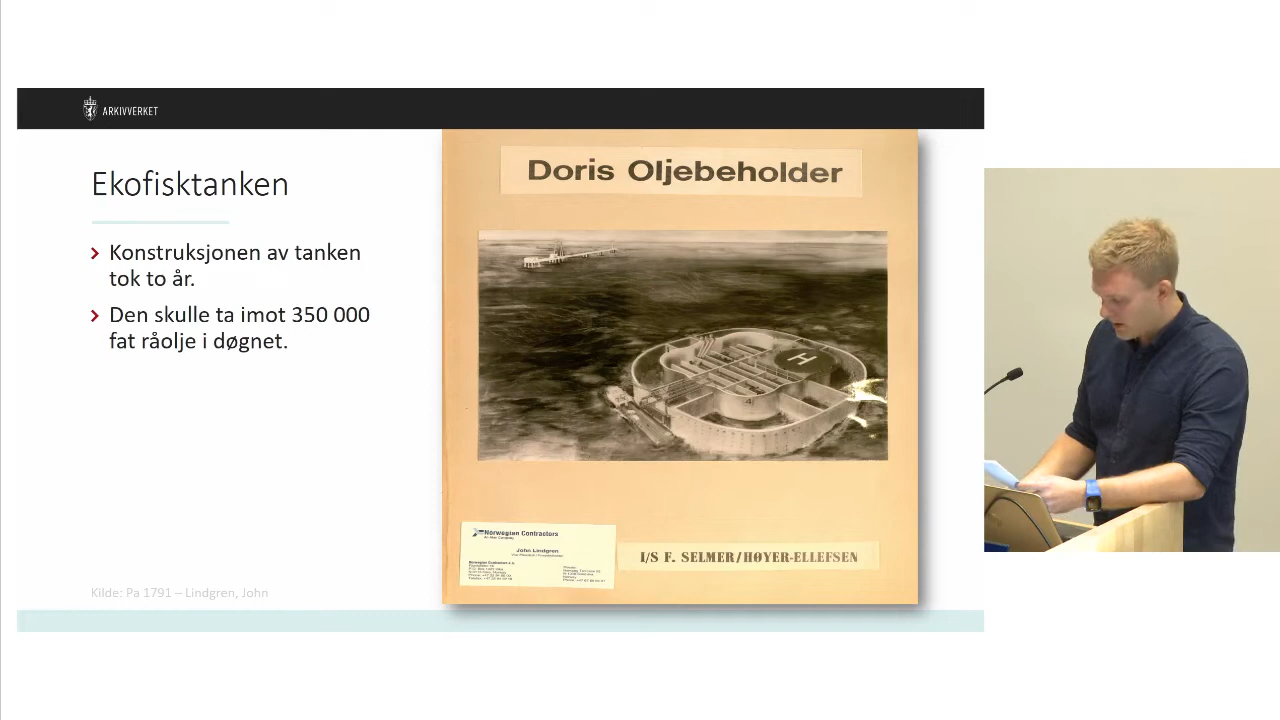 ARKIVVERKET
Ekofisktanken
Konstruksjonen av tanken
tok to år.
Den skulle ta imot 350 000
fat råolje i døgnet.
Kilde: Pa 1791 – Lindgren, John
Doris Oljebeholder
H
4
Norwegian Contractors
John Lindgren
I/S F. SELMER/HØYER-ELLEFSEN